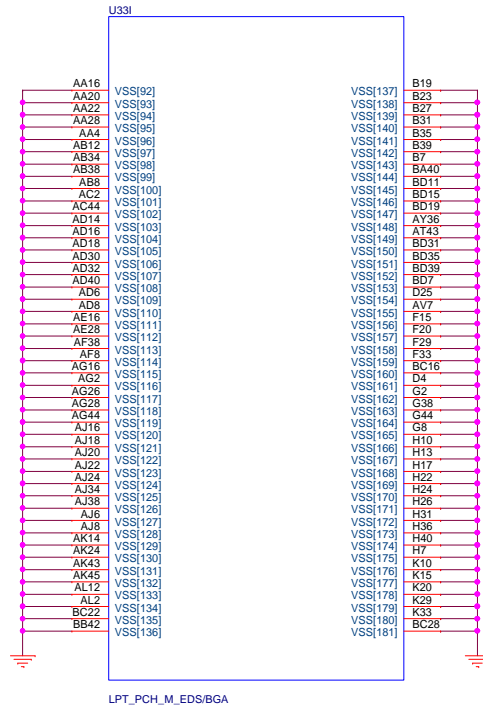 U33I
AA16 VSS[92] VSS[137] B19
AA20 VSS[93] VSS[138] B23
AA22 VSS[94] VSS[139] B27
AA28 VSS[95] VSS[140] B31
AA4 VSS[96] VSS[141] B35
AB12 VSS[97] VSS[142] B39
AB34 VSS[98] VSS[143] B7
AB38 VSS[99] VSS[144] BA40
AB8 VSS[100] VSS[145] BD11
AC2 VSS[101] VSS[146] BD15
AC44 VSS[102] VSS[147] BD19
AD14 VSS[103] VSS[148] AY36
AD16 VSS[104] VSS[149] AT43
AD18 VSS[105] VSS[150] BD31
AD30 VSS[106] VSS[151] BD35
AD32 VSS[107] VSS[152] BD39
AD40 VSS[108] VSS[153] BD7
AD6 VSS[109] VSS[154] D25
AD8 VSS[110] VSS[155] AV7
AE16 VSS[111] VSS[156] F15
AE28 VSS[112] VSS[157] F20
AF38 VSS[113] VSS[158] F29
AF8 VSS[114] VSS[159] F33
AG16 VSS[115] VSS[160] BC16
AG2 VSS[116] VSS[161] D4
AG26 VSS[117] VSS[162] G2
AG28 VSS[118] VSS[163] G38
AG44 VSS[119] VSS[164] G44
AJ16 VSS[120] VSS[165] G8
AJ18 VSS[121] VSS[166] H10
AJ20 VSS[122] VSS[167] H13
AJ22 VSS[123] VSS[168] H17
AJ24 VSS[124] VSS[169] H22
AJ34 VSS[125] VSS[170] H24
AJ38 VSS[126] VSS[171] H26
AJ6 VSS[127] VSS[172] H31
AJ8 VSS[128] VSS[173] H36
AK14 VSS[129] VSS[174] H40
AK24 VSS[130] VSS[175] H7
AK43 VSS[131] VSS[176] K10
AK45 VSS[132] VSS[177] K15
AL12 VSS[133] VSS[178] K20
AL2 VSS[134] VSS[179] K29
BC22 VSS[135] VSS[180] K33
BB42 VSS[136] VSS[181] BC28
LPT_PCH_M_EDS/BGA